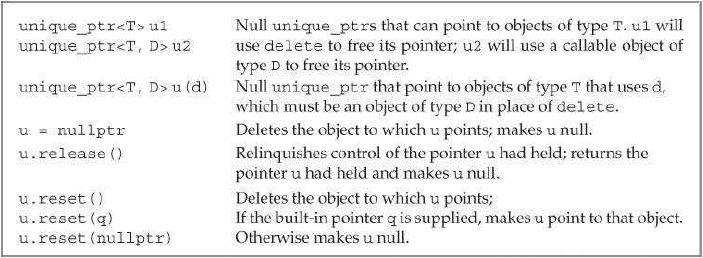 unique_ptr<T> u1 Null unique_ptrs that can point to objects of type T. u1 will
unique_ptr<T, D> u2 use delete to free its pointer; u2 will use a callable object of
type D to free its pointer.
unique_ptr<T, D> u(d) Null unique_ptr that point to objects of type T that uses d,
which must be an object of type D in place of delete.
u = nullptr Deletes the object to which u points; makes u null.
u.release() Relinquishes control of the pointer u had held; returns the
pointer u had held and makes u null.
u.reset() Deletes the object to which u points;
u.reset(q) If the built-in pointer q is supplied, makes u point to that object.
u.reset(nullptr) Otherwise makes u null.